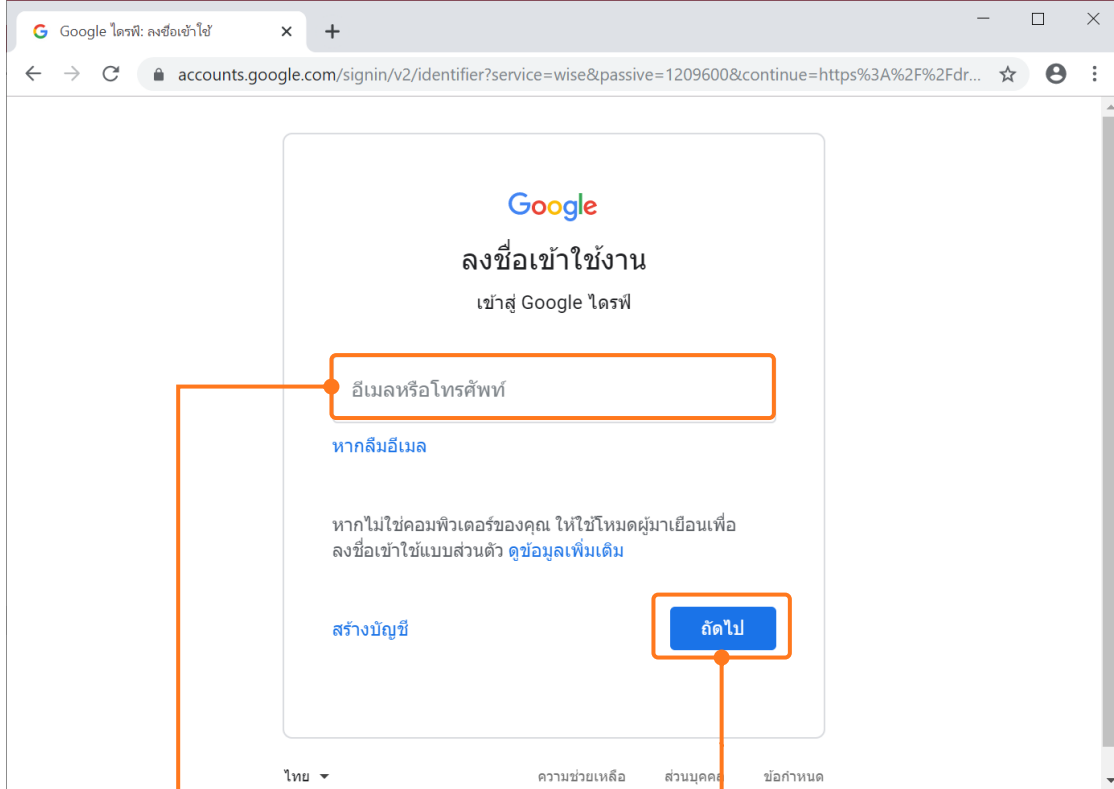 Google ไดรฟ์: ลงชื่อเข้าใช้
accounts.google.com/signin/v2/identifier?service=wise&passive=1209600&continue=https%3A%2F%2Fdr...
Google
ลงชื่อเข้าใช้งาน
เข้าสู่ Google ไดรฟ์
อีเมลหรือโทรศัพท์
หากลืมอีเมล
หากไม่ใช่คอมพิวเตอร์ของคุณ ให้ใช้โหมดผู้มาเยือนเพื่อ
ลงชื่อเข้าใช้แบบส่วนตัว ดูข้อมูลเพิ่มเติม
สร้างบัญชี ถัดไป
ไทย ความช่วยเหลือ ส่วนบุคคล ข้อกำหนด